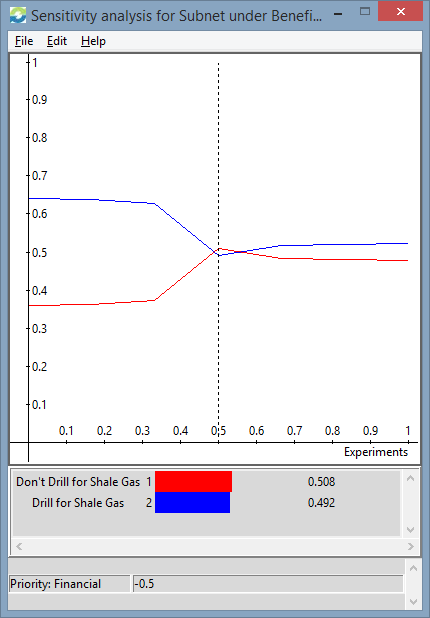 Sensitivity analysis for Subnet under Benefi...
File Edit Help
1
0.9
0.8
0.7
0.6
0.5
0.4
0.3
0.2
0.1
0.1 0.2 0.3 0.4 0.5 0.6 0.7 0.8 0.9 1
Experiments
Don't Drill for Shale Gas 1 0.508
Drill for Shale Gas 2 0.492
Priority: Financial -0.5